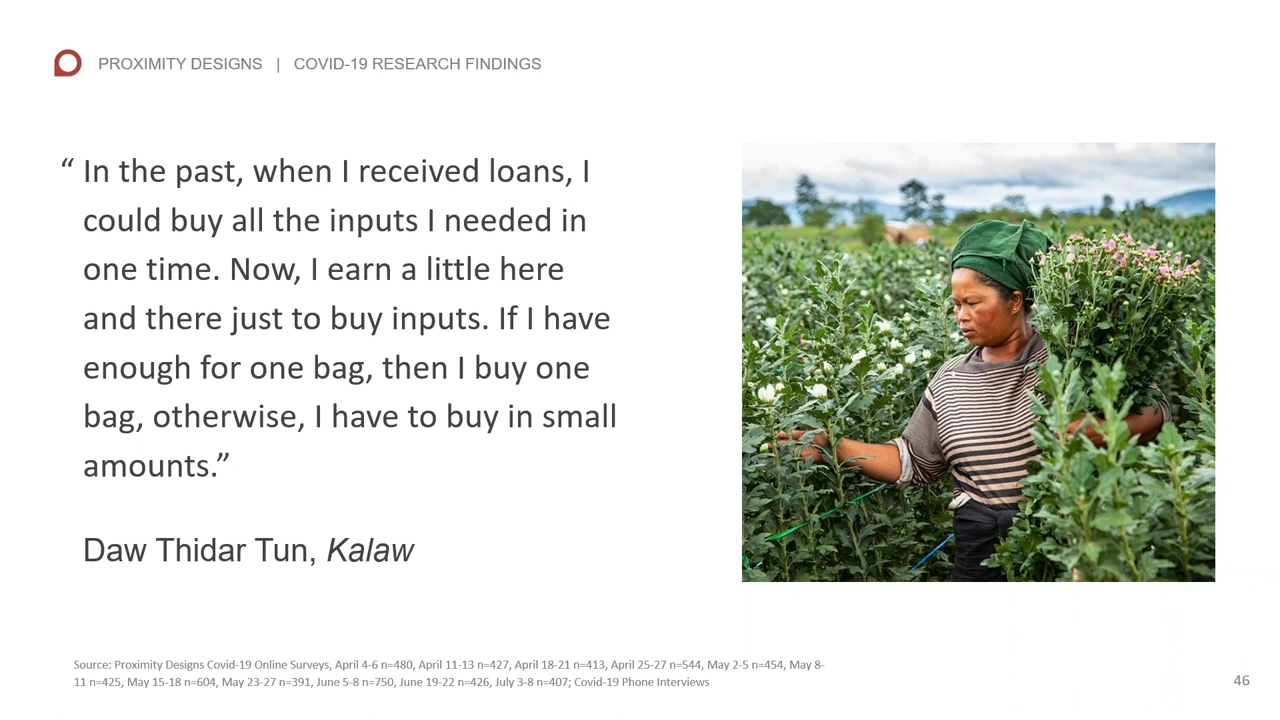 PROXIMITY DESIGNS | COVID-19 RESEARCH FINDINGS
“ In the past, when I received loans, I
could buy all the inputs I needed in
one time. Now, I earn a little here
and there just to buy inputs. If I have
enough for one bag, then I buy one
bag, otherwise, I have to buy in small
amounts.”
Daw Thidar Tun, Kalaw
Source: Proximity Designs Covid-19 Online Surveys, April 4-6 n=480, April 11-13 n=427, April 18-21 n=413, April 25-27 n=544, May 2-5 n=454, May 8-
11 n=425, May 15-18 n=604, May 23-27 n=391, June 5-8 n=750, June 19-22 n=426, July 3-8 n=407; Covid-19 Phone Interviews
46